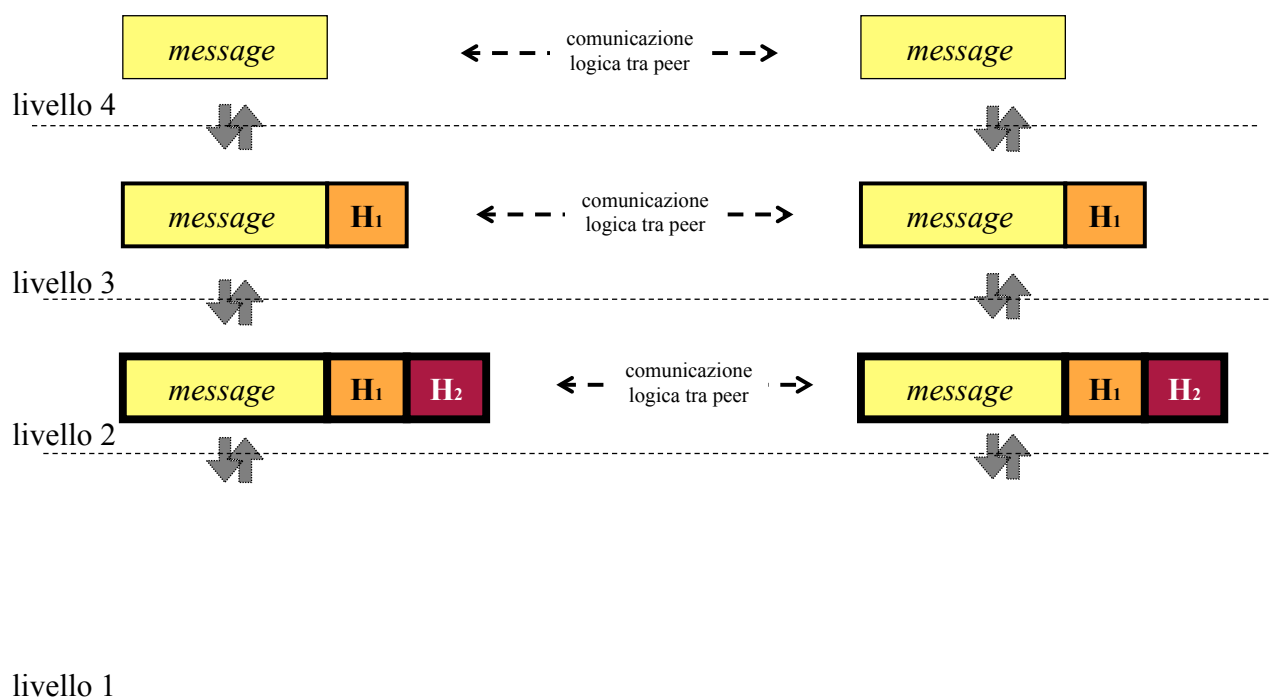 message comunicazione message
logica tra peer
livello 4
message H₁ comunicazione message H₁
logica tra peer
livello 3
message H₁ H₂ comunicazione message H₁ H₂
logica tra peer
livello 2
livello 1